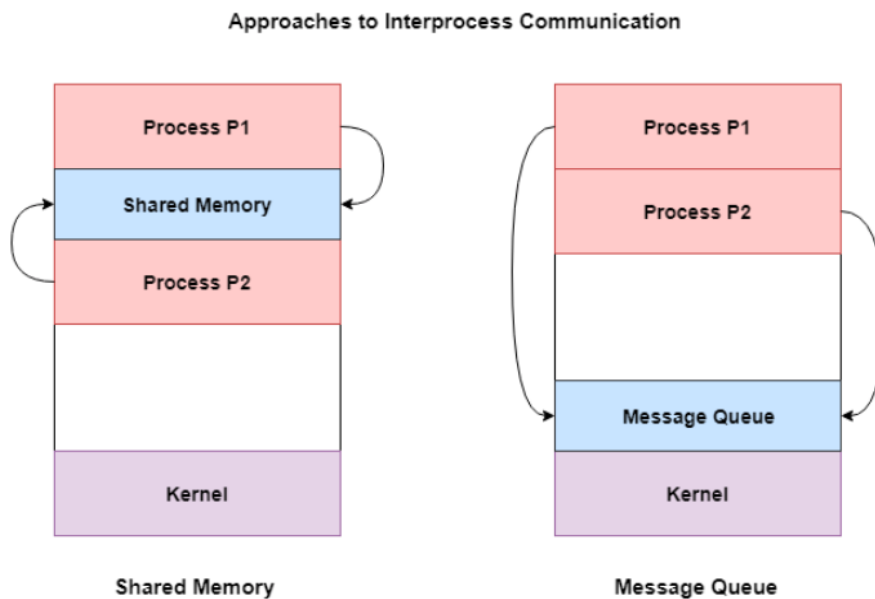 Approaches to Interprocess Communication
Process P1
Shared Memory
Process P2
Kernel
Shared Memory
Process P1
Process P2
Message Queue
Kernel
Message Queue